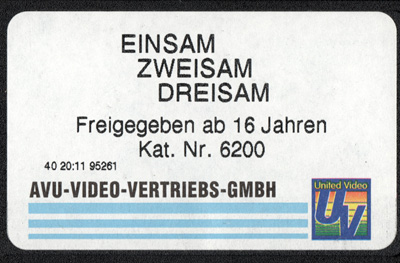 EINSAM
ZWEISAM
DREISAM
Freigegeben ab 16 Jahren
Kat. Nr. 6200
40 20:11 95261
AVU-VIDEO-VERTRIEBS-GMBH
United Video
UV